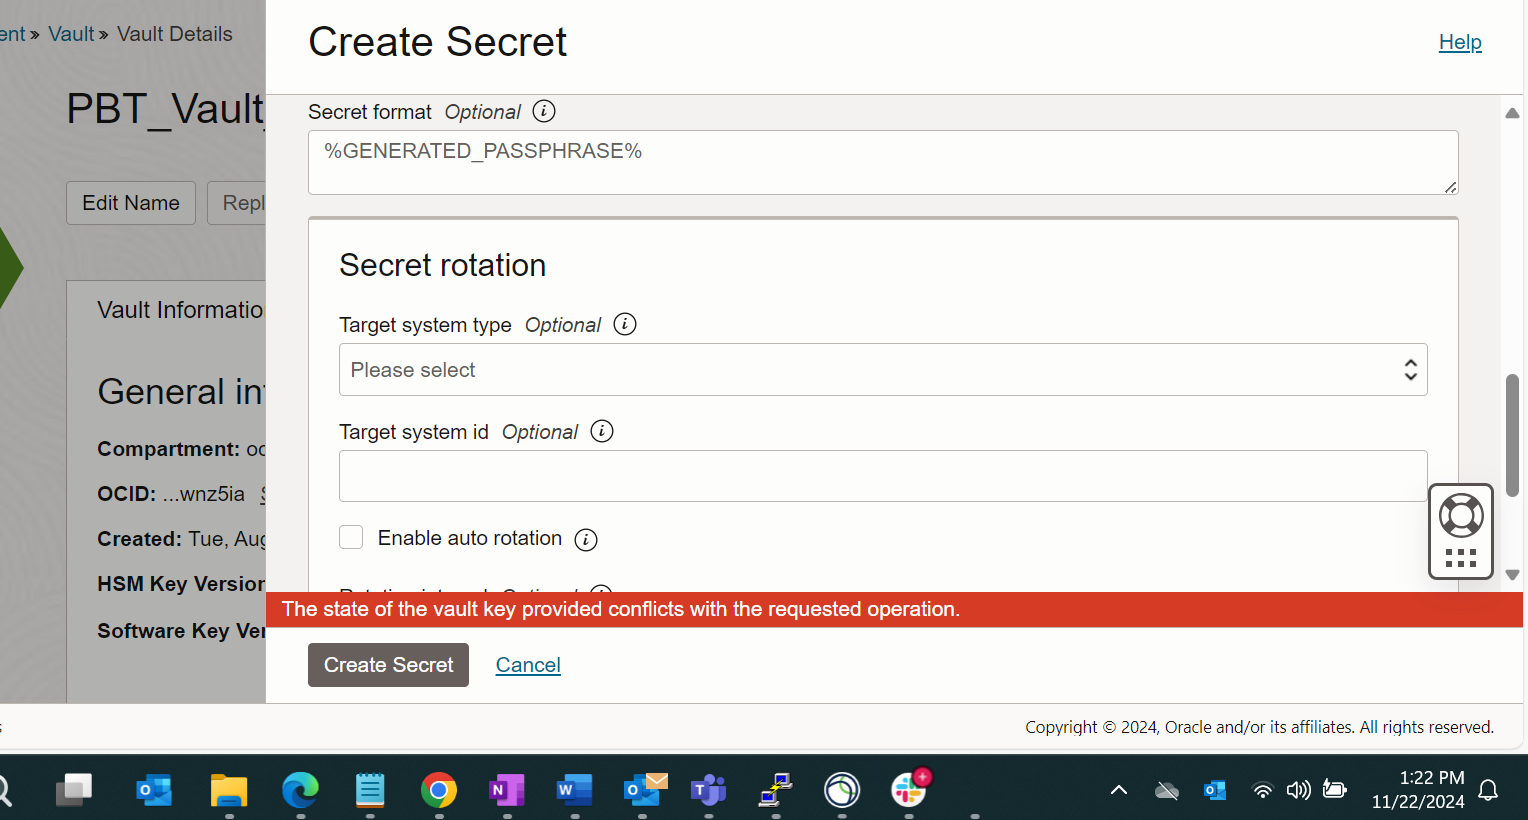 ent » Vault » Vault Details
Create Secret
Help
PBT_Vault_
Edit Name
Repl
Vault Informatio
General in
Compartment: oc
OCID: ...wnz5ia S
Created: Tue, Aug
HSM Key Version
Software Key Ver
Secret format Optional
%GENERATED_PASSPHRASE%
Secret rotation
Target system type Optional
Please select
Target system id Optional
Enable auto rotation
The state of the vault key provided conflicts with the requested operation.
Create Secret
Cancel
Copyright © 2024, Oracle and/or its affiliates. All rights reserved.
1:22 PM
11/22/2024